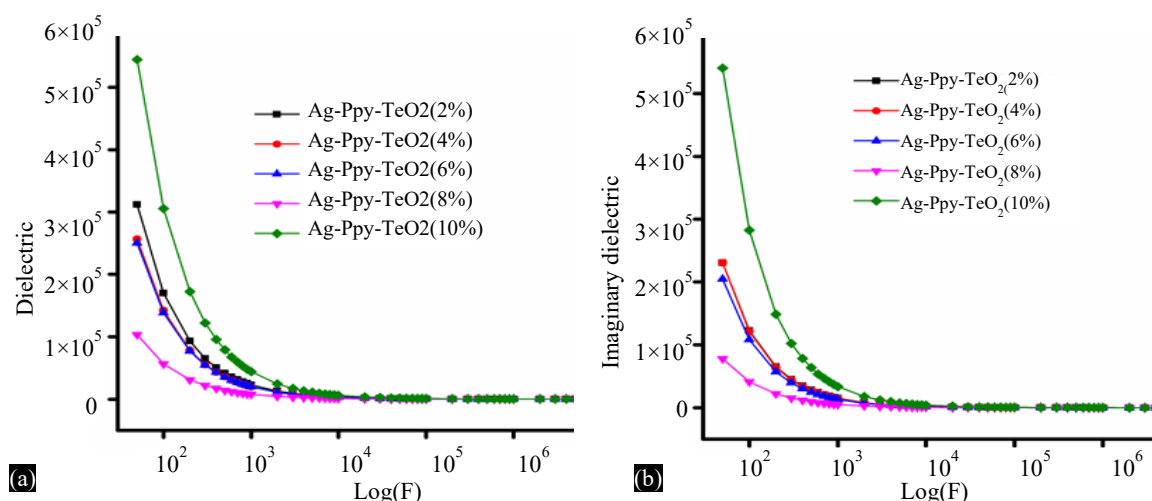 6×10^5
5×10^5
4×10^5
3×10^5
2×10^5
1×10^5
0
Dielectric
Ag-Ppy-TeO2(2%)
Ag-Ppy-TeO2(4%)
Ag-Ppy-TeO2(6%)
Ag-Ppy-TeO2(8%)
Ag-Ppy-TeO2(10%)
10^2 10^3 10^4 10^5 10^6
Log(F)
(a)
6×10^5
5×10^5
4×10^5
3×10^5
2×10^5
1×10^5
0
Imaginary dielectric
Ag-Ppy-TeO₂(2%)
Ag-Ppy-TeO₂(4%)
Ag-Ppy-TeO₂(6%)
Ag-Ppy-TeO₂(8%)
Ag-Ppy-TeO₂(10%)
10^2 10^3 10^4 10^5 10^6
Log(F)
(b)